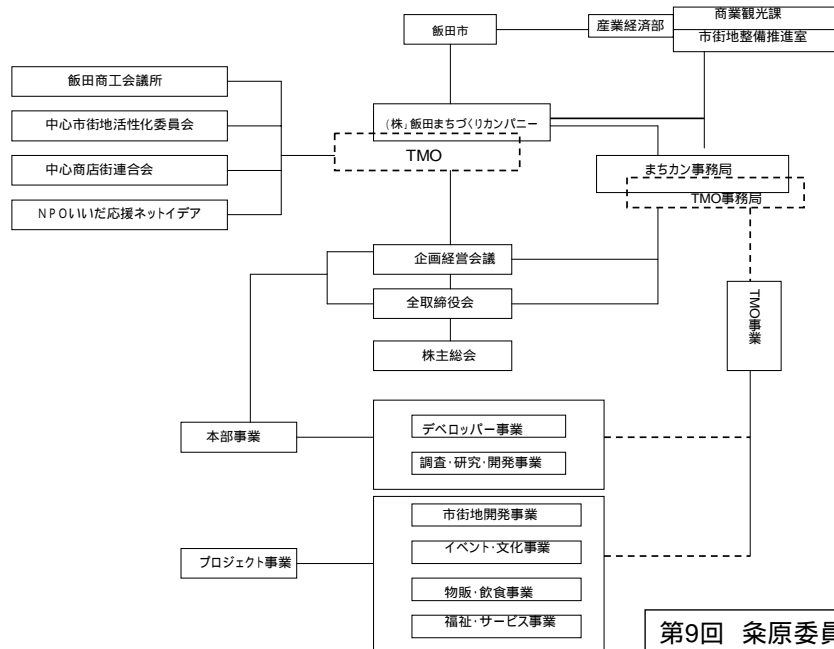 飯田市
産業経済部
商業観光課
市街地整備推進室
飯田商工会議所
中心市街地活性化委員会
中心商店街連合会
NPOいいだ応援ネットイデア
(株)飯田まちづくりカンパニー
TMO
まちカン事務局
TMO事務局
企画経営会議
全取締役会
株主総会
TMO事業
本部事業
デベロッパー事業
調査・研究・開発事業
プロジェクト事業
市街地開発事業
イベント・文化事業
物販・飲食事業
福祉・サービス事業
第9回 粂原委員